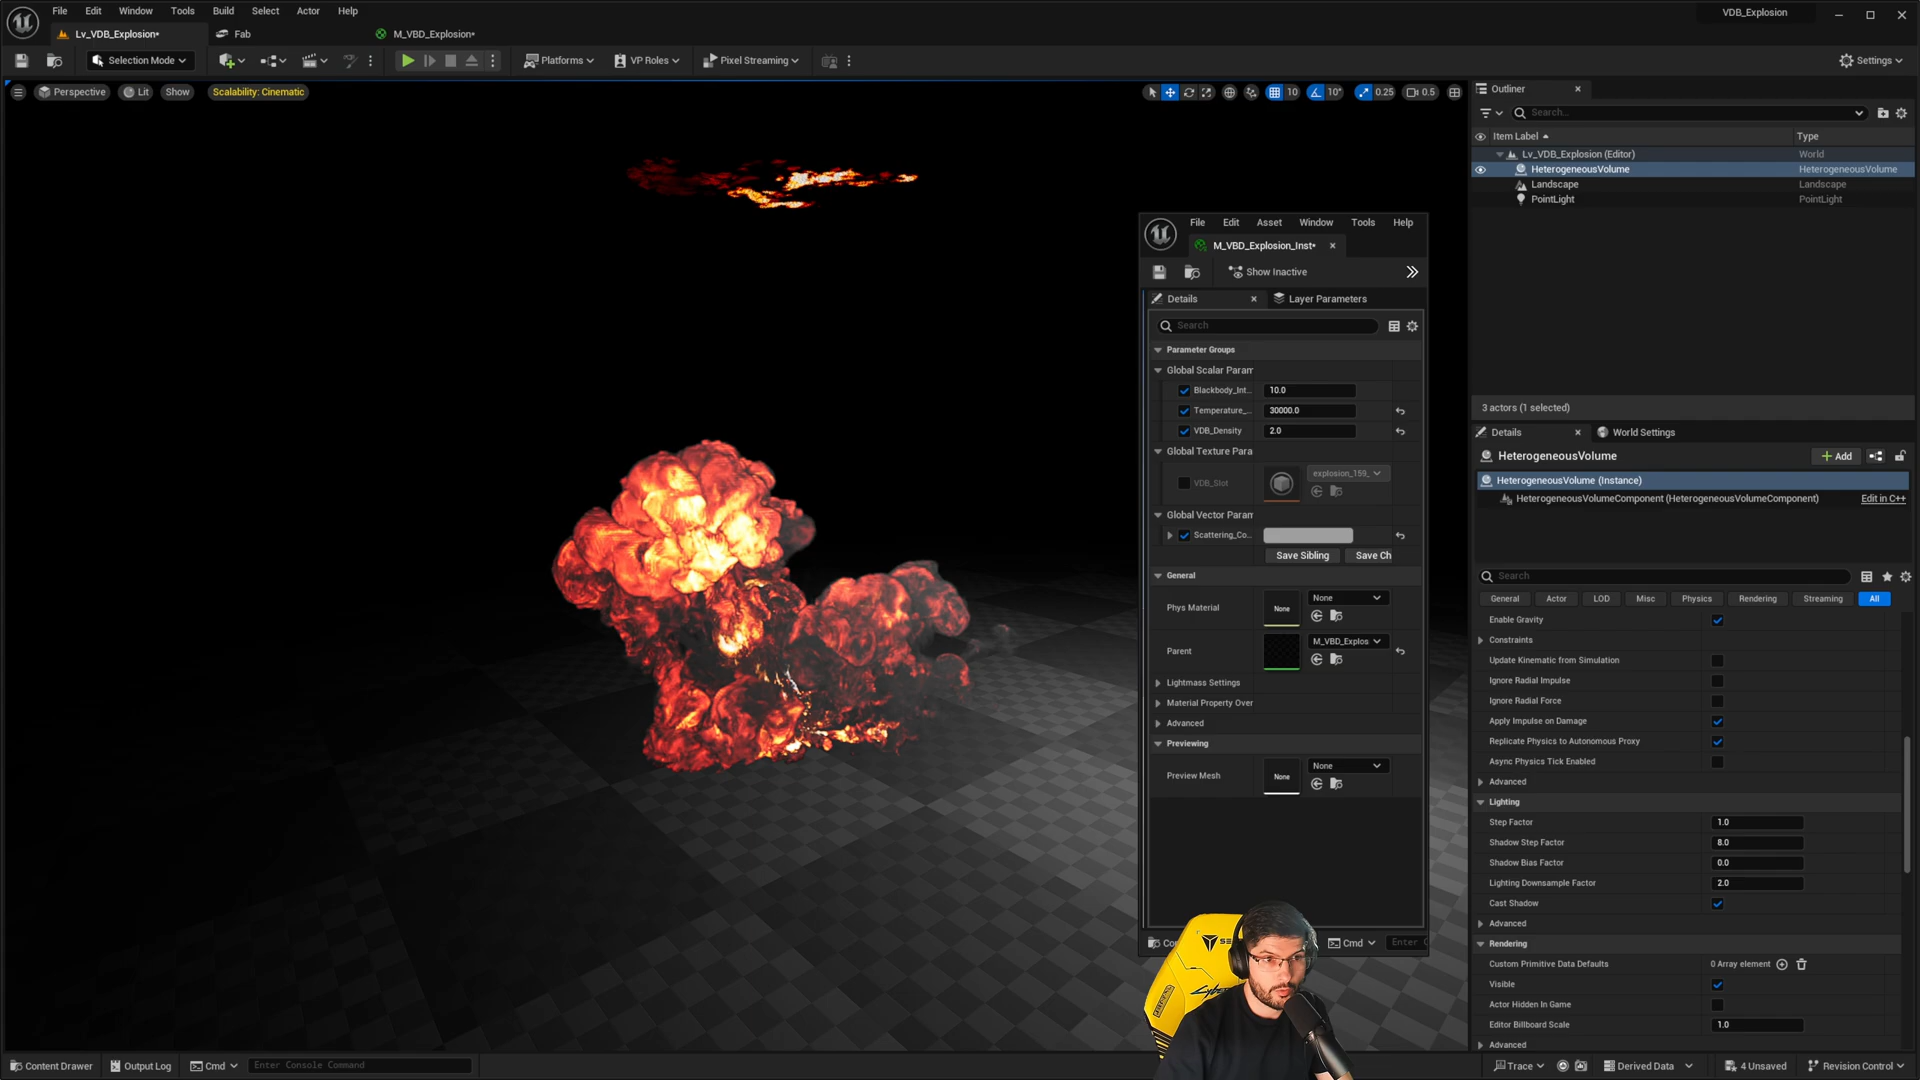 File Edit Window Tools Build Select Actor Help
VDB_Explosion
Lv_VDB_Explosion*
Fab
M_VBD_Explosion*
Selection Mode
Platforms
VP Roles
Pixel Streaming
Settings
Perspective
Lit
Show
Scalability: Cinematic
10
10°
0.25
0.5
Outliner
Search...
Item Label
Type
Lv_VDB_Explosion (Editor) World
HeterogeneousVolume HeterogeneousVolume
Landscape Landscape
PointLight PointLight
3 actors (1 selected)
File Edit Asset Window Tools Help
M_VBD_Explosion_Inst*
Show Inactive
Details
Layer Parameters
Search
Parameter Groups
Global Scalar Param
Blackbody_Int... 10.0
Temperature_... 30000.0
VDB_Density 2.0
Global Texture Para
VDB_Slot
explosion_159_
Global Vector Param
Scattering_Co...
Save Sibling
Save Ch
General
Phys Material
None
None
Parent
M_VBD_Explos
Lightmass Settings
Material Property Over
Advanced
Previewing
Preview Mesh
None
None
Cmd
Enter C
Details
World Settings
HeterogeneousVolume
Add
HeterogeneousVolume (Instance)
HeterogeneousVolumeComponent (HeterogeneousVolumeComponent)
Edit in C++
Search
General Actor LOD Misc Physics Rendering Streaming All
Enable Gravity
Constraints
Update Kinematic from Simulation
Ignore Radial Impulse
Ignore Radial Force
Apply Impulse on Damage
Replicate Physics to Autonomous Proxy
Async Physics Tick Enabled
Advanced
Lighting
Step Factor 1.0
Shadow Step Factor 8.0
Shadow Bias Factor 0.0
Lighting Downsample Factor 2.0
Cast Shadow
Advanced
Rendering
Custom Primitive Data Defaults 0 Array element
Visible
Actor Hidden In Game
Editor Billboard Scale 1.0
Advanced
Content Drawer
Output Log
Cmd
Enter Console Command
Trace
Derived Data
4 Unsaved
Revision Control